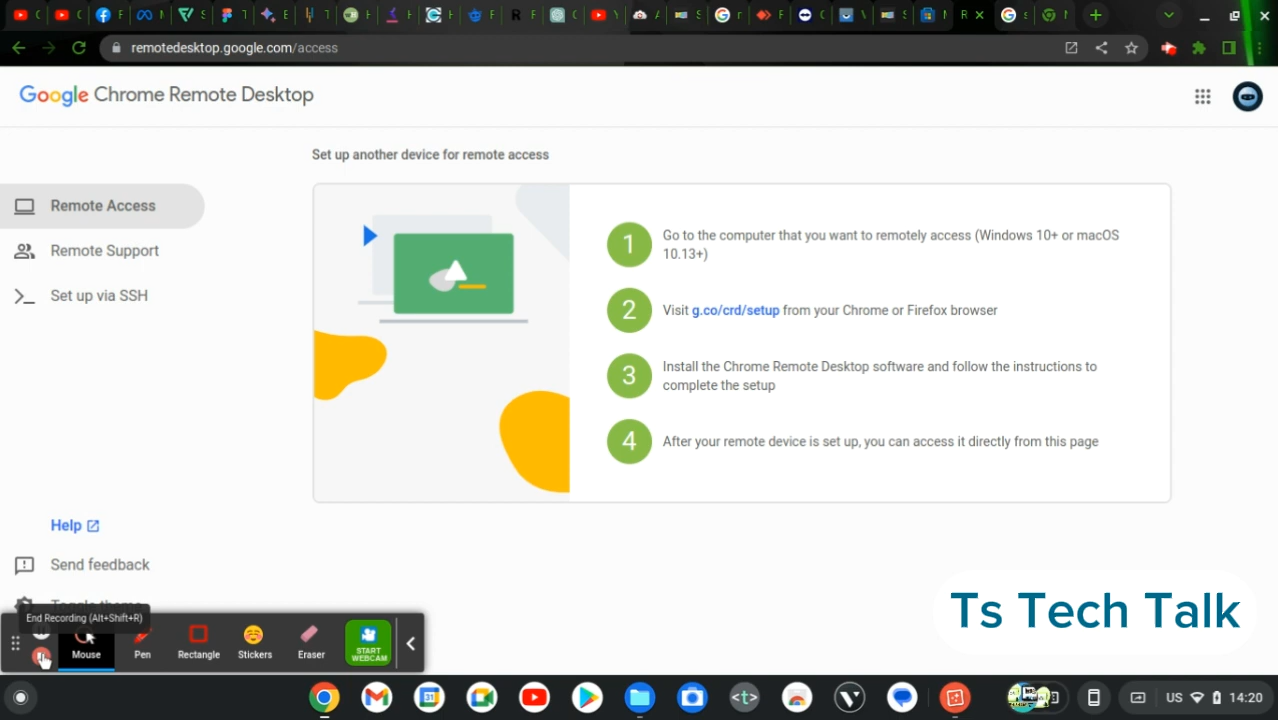 remotedesktop.google.com/access
Google Chrome Remote Desktop
Set up another device for remote access
Remote Access
Remote Support
Set up via SSH
1
Go to the computer that you want to remotely access (Windows 10+ or macOS
10.13+)
2
Visit g.co/crd/setup from your Chrome or Firefox browser
3
Install the Chrome Remote Desktop software and follow the instructions to
complete the setup
4
After your remote device is set up, you can access it directly from this page
Help
Send feedback
Toggle theme
End Recording (Alt+Shift+R)
Mouse
Pen
Rectangle
Stickers
Eraser
START
WEBCAM
Ts Tech Talk
US
14:20